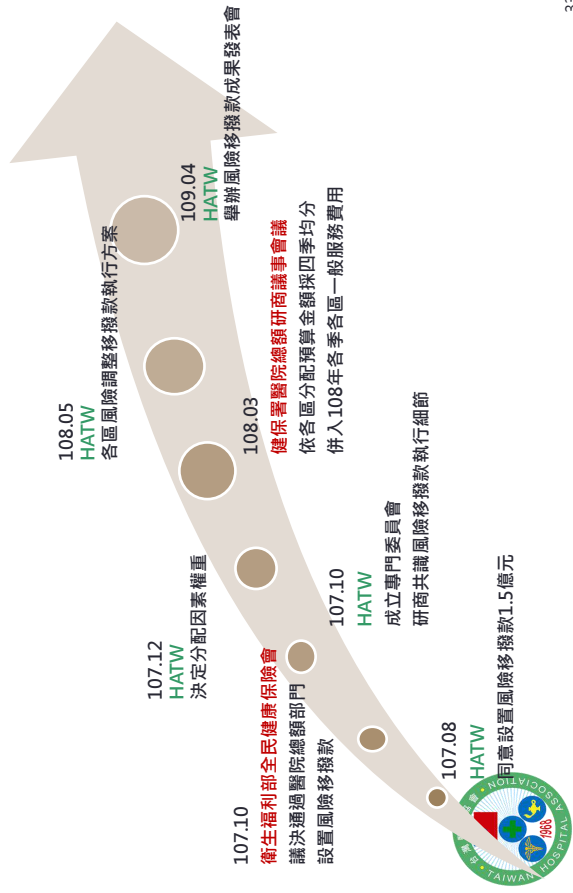 107.08
HATW
同意設置風險移撥款1.5億元
107.10
衛生福利部全民健康保險會
議決通過醫院總額部門
設置風險移撥款
107.10
HATW
成立專門委員會
研商共識風險移撥款執行細節
107.12
HATW
決定分配因素權重
108.03
健保署醫院總額研商議事會議
依各區分配預算金額採四季均分
併入108年各季各區一般服務費用
108.05
HATW
各區風險調整移撥款執行方案
109.04
HATW
舉辦風險移撥款成果發表會
TAIWAN HOSPITAL ASSOCIATION
1968